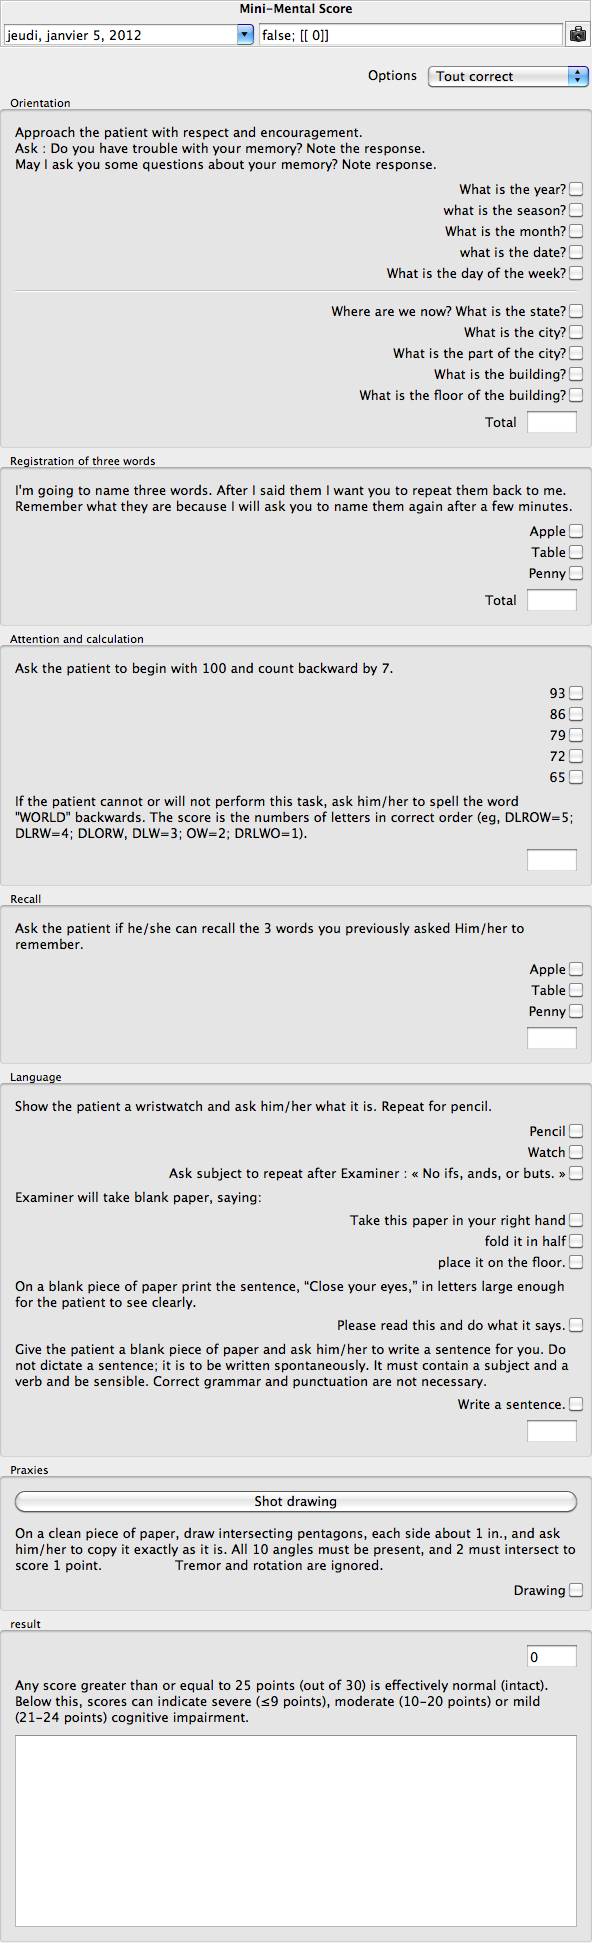 Mini-Mental Score
jeudi, janvier 5, 2012 false; [[ 0]]
Options Tout correct
Orientation
Approach the patient with respect and encouragement.
Ask : Do you have trouble with your memory? Note the response.
May I ask you some questions about your memory? Note response.
What is the year?
what is the season?
What is the month?
what is the date?
What is the day of the week?
Where are we now? What is the state?
What is the city?
What is the part of the city?
What is the building?
What is the floor of the building?
Total
Registration of three words
I'm going to name three words. After I said them I want you to repeat them back to me.
Remember what they are because I will ask you to name them again after a few minutes.
Apple
Table
Penny
Total
Attention and calculation
Ask the patient to begin with 100 and count backward by 7.
93
86
79
72
65
If the patient cannot or will not perform this task, ask him/her to spell the word
"WORLD" backwards. The score is the numbers of letters in correct order (eg, DLROW=5;
DLRW=4; DLORW, DLW=3; OW=2; DRLWO=1).
Recall
Ask the patient if he/she can recall the 3 words you previously asked Him/her to
remember.
Apple
Table
Penny
Language
Show the patient a wristwatch and ask him/her what it is. Repeat for pencil.
Pencil
Watch
Ask subject to repeat after Examiner : « No ifs, ands, or buts. »
Examiner will take blank paper, saying:
Take this paper in your right hand
fold it in half
place it on the floor.
On a blank piece of paper print the sentence, “Close your eyes,” in letters large enough
for the patient to see clearly.
Please read this and do what it says.
Give the patient a blank piece of paper and ask him/her to write a sentence for you. Do
not dictate a sentence; it is to be written spontaneously. It must contain a subject and a
verb and be sensible. Correct grammar and punctuation are not necessary.
Write a sentence.
Praxies
Shot drawing
On a clean piece of paper, draw intersecting pentagons, each side about 1 in., and ask
him/her to copy it exactly as it is. All 10 angles must be present, and 2 must intersect to
score 1 point. Tremor and rotation are ignored.
Drawing
result
0
Any score greater than or equal to 25 points (out of 30) is effectively normal (intact).
Below this, scores can indicate severe (≤9 points), moderate (10–20 points) or mild
(21–24 points) cognitive impairment.